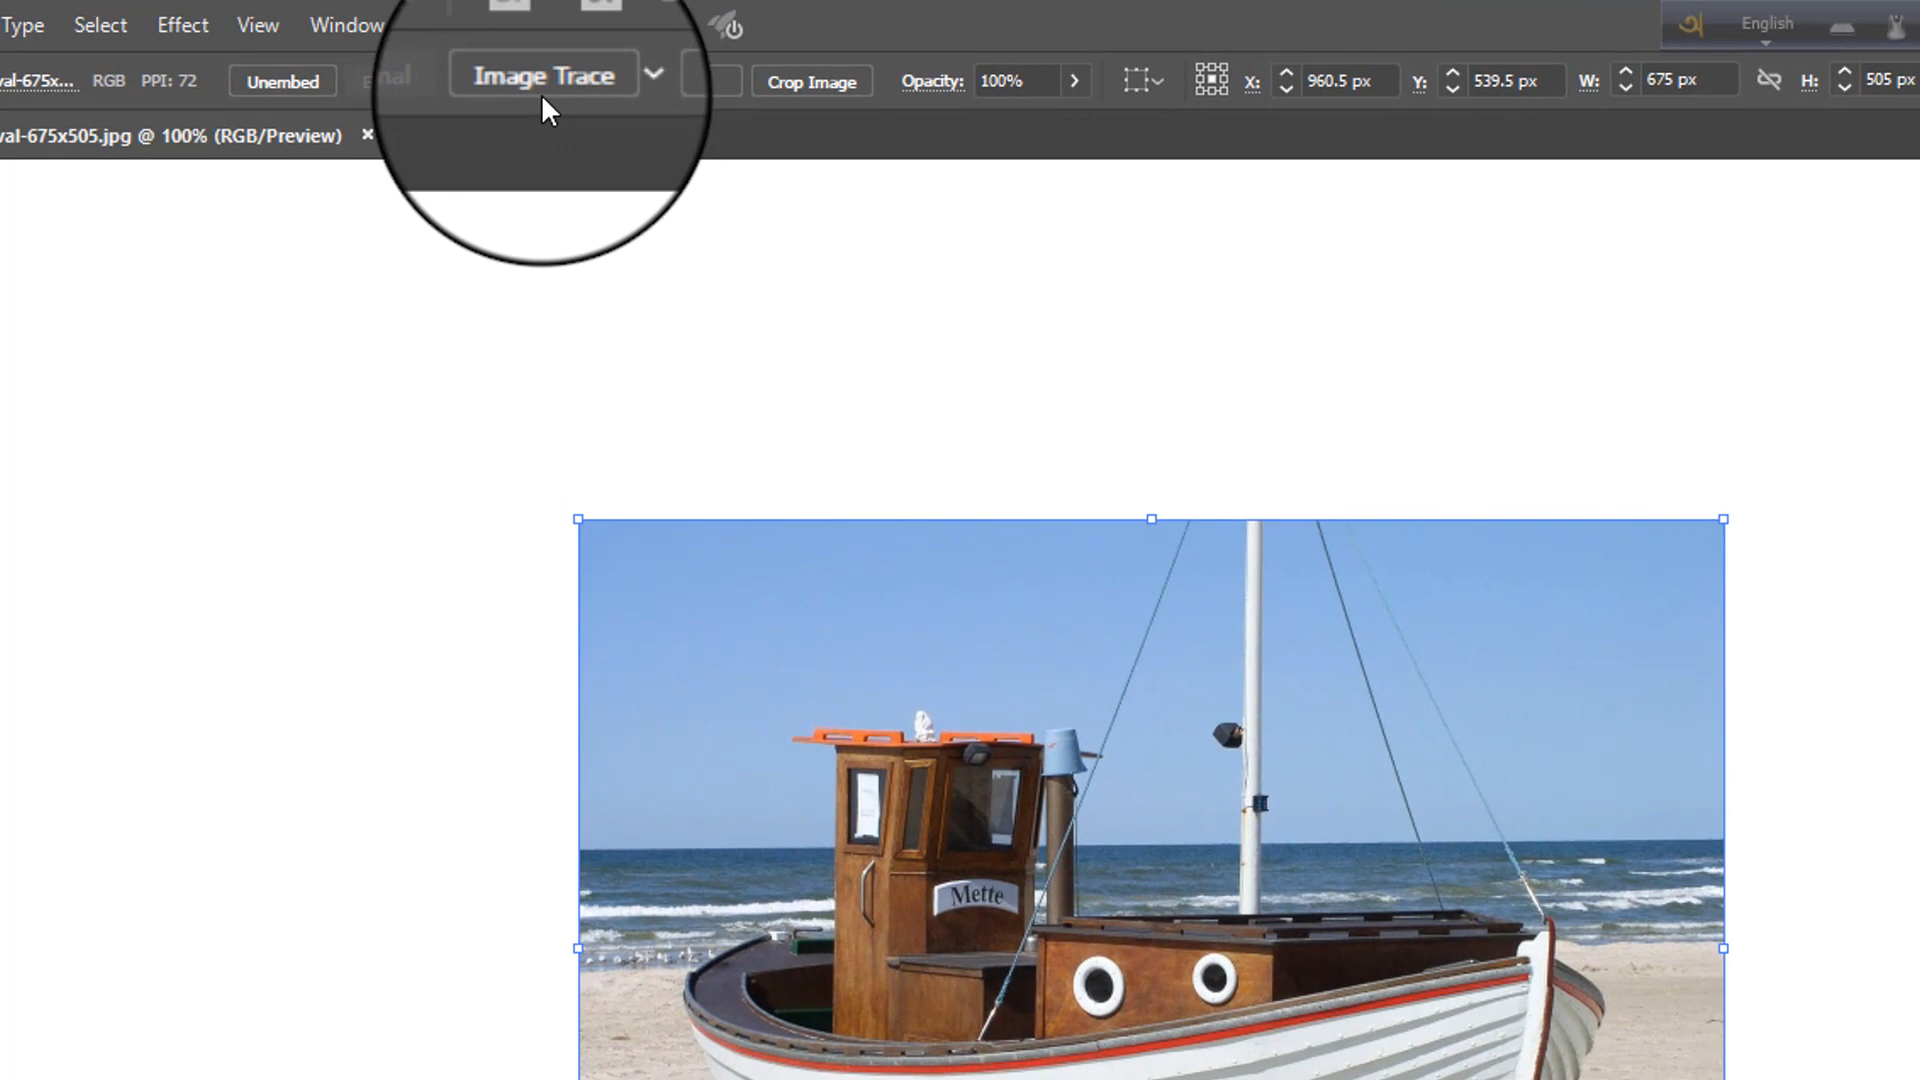 Type Select Effect View Window
English
val-675x... RGB PPI: 72 Unembed Image Trace Crop Image Opacity: 100% X: 960.5 px Y: 539.5 px W: 675 px H: 505 px
val-675x505.jpg @ 100% (RGB/Preview) ×
Mette